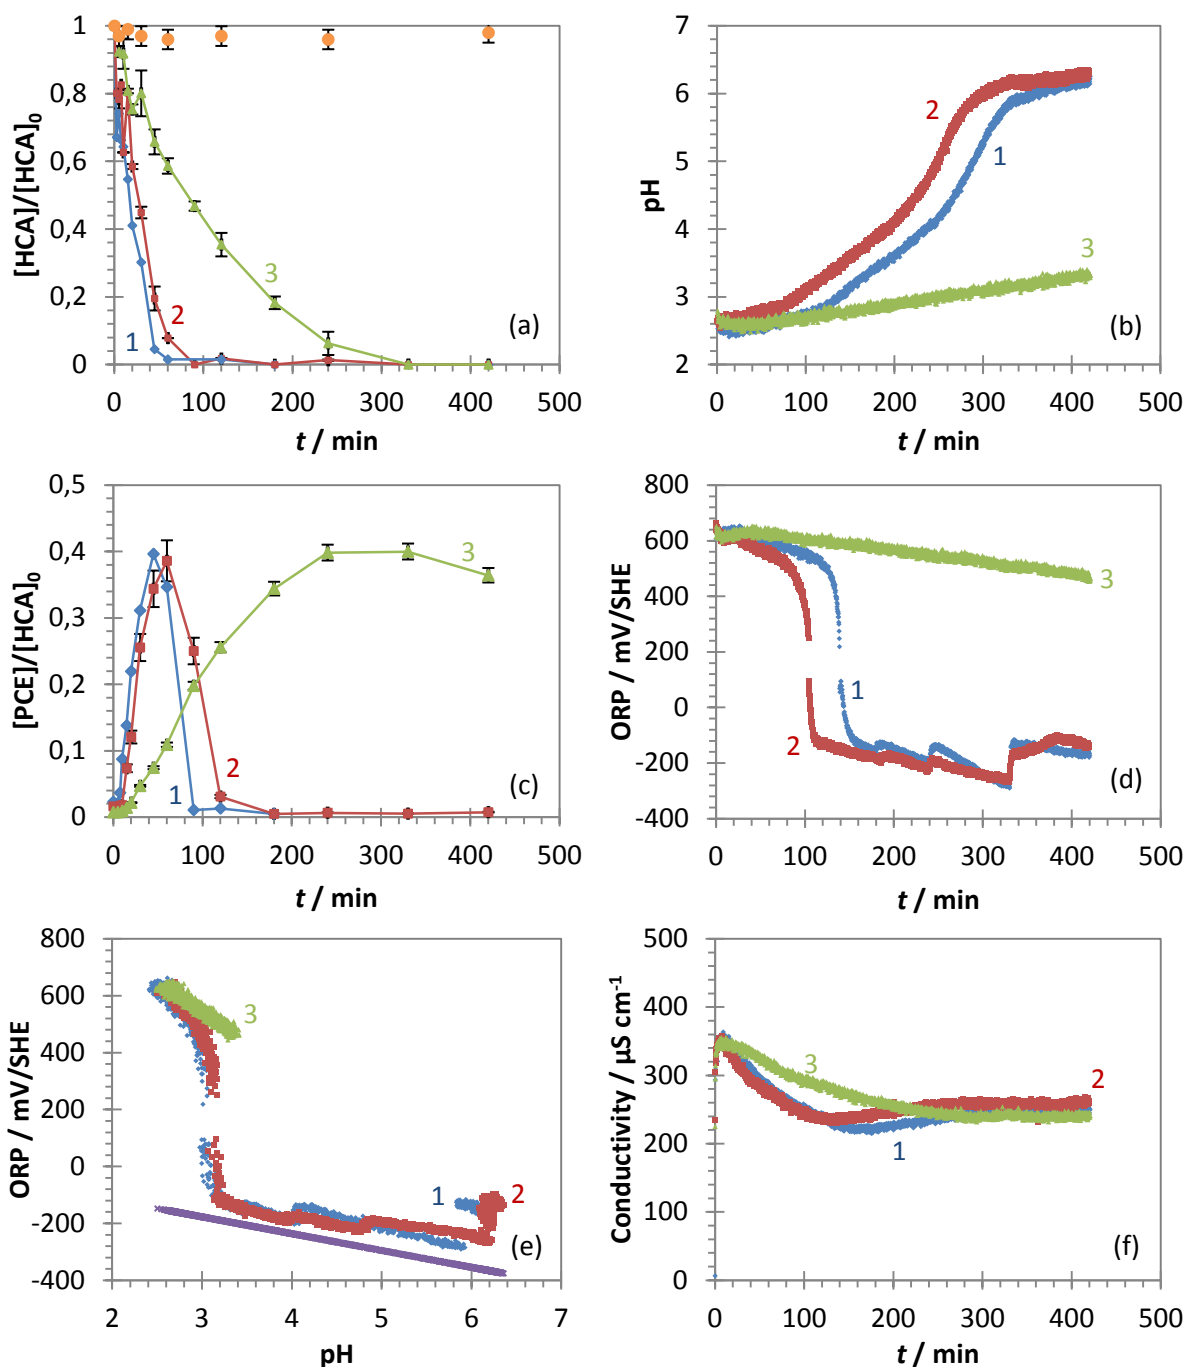 1
0,8
0,6
0,4
0,2
0
[HCA]/[HCA]0
0 100 200 300 400 500
t / min
1
2
3
(a)
7
6
5
4
3
2
pH
0 100 200 300 400 500
t / min
2
1
3
(b)
0,5
0,4
0,3
0,2
0,1
0
[PCE]/[HCA]0
0 100 200 300 400 500
t / min
3
2
1
(c)
800
600
400
200
0
-200
-400
ORP / mV/SHE
0 100 200 300 400 500
t / min
3
1
2
(d)
800
600
400
200
0
-200
-400
ORP / mV/SHE
2 3 4 5 6 7
pH
3
1
2
(e)
500
400
300
200
100
0
Conductivity / µS cm-1
0 100 200 300 400 500
t / min
3
2
1
(f)